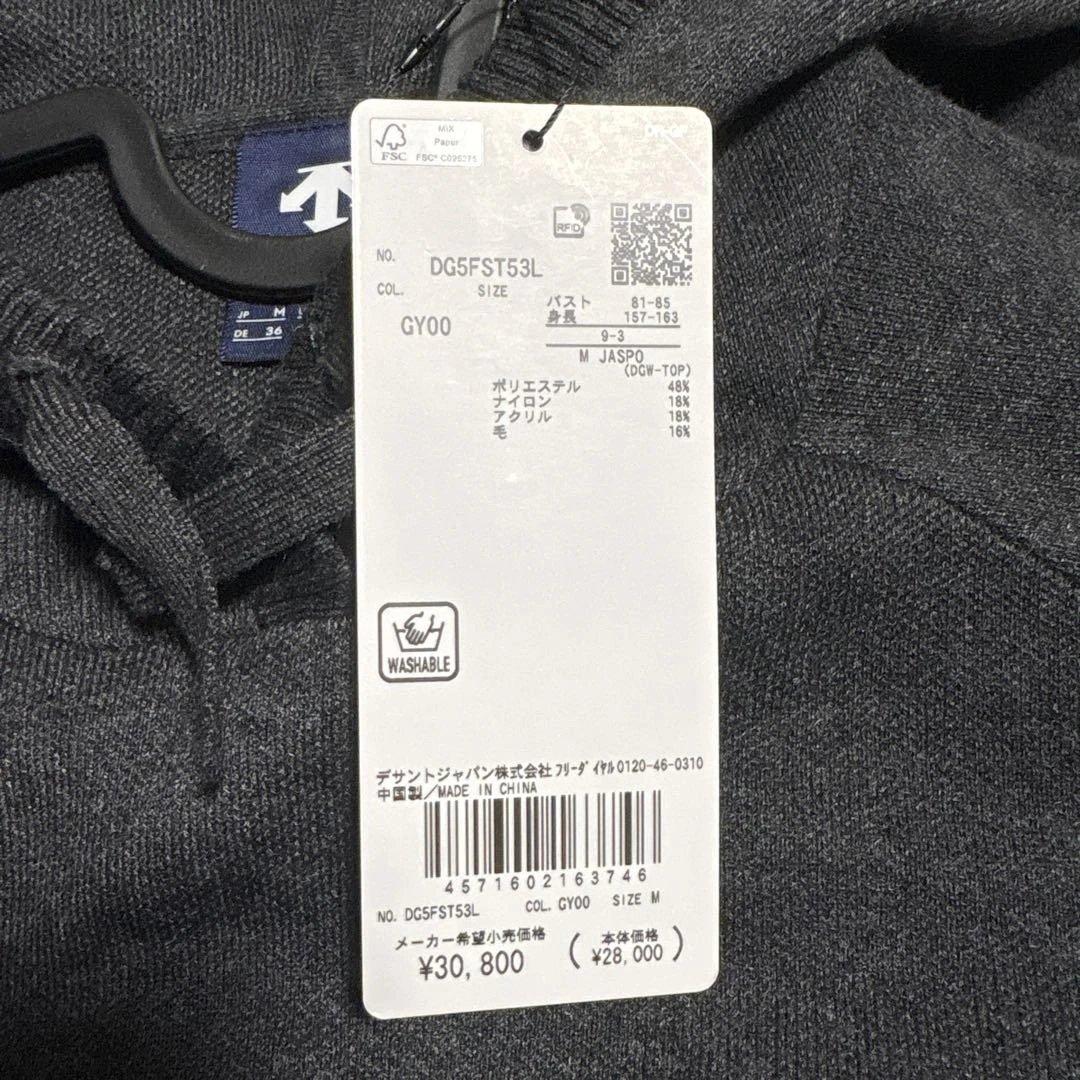 MIX
Paper
FSC
FSC® C095275
RFID
NO. DG5FST53L
COL. SIZE
GY00
バスト 81-85
身長 157-163
9-3
M JASPO
(DGW-TOP)
ポリエステル 48%
ナイロン 18%
アクリル 18%
毛 16%
JP M
DE 36
WASHABLE
デサントジャパン株式会社 フリーダイヤル0120-46-0310
中国製/MADE IN CHINA
4571602163746
NO. DG5FST53L COL. GY00 SIZE M
メーカー希望小売価格 (本体価格
¥30,800 ¥28,000)